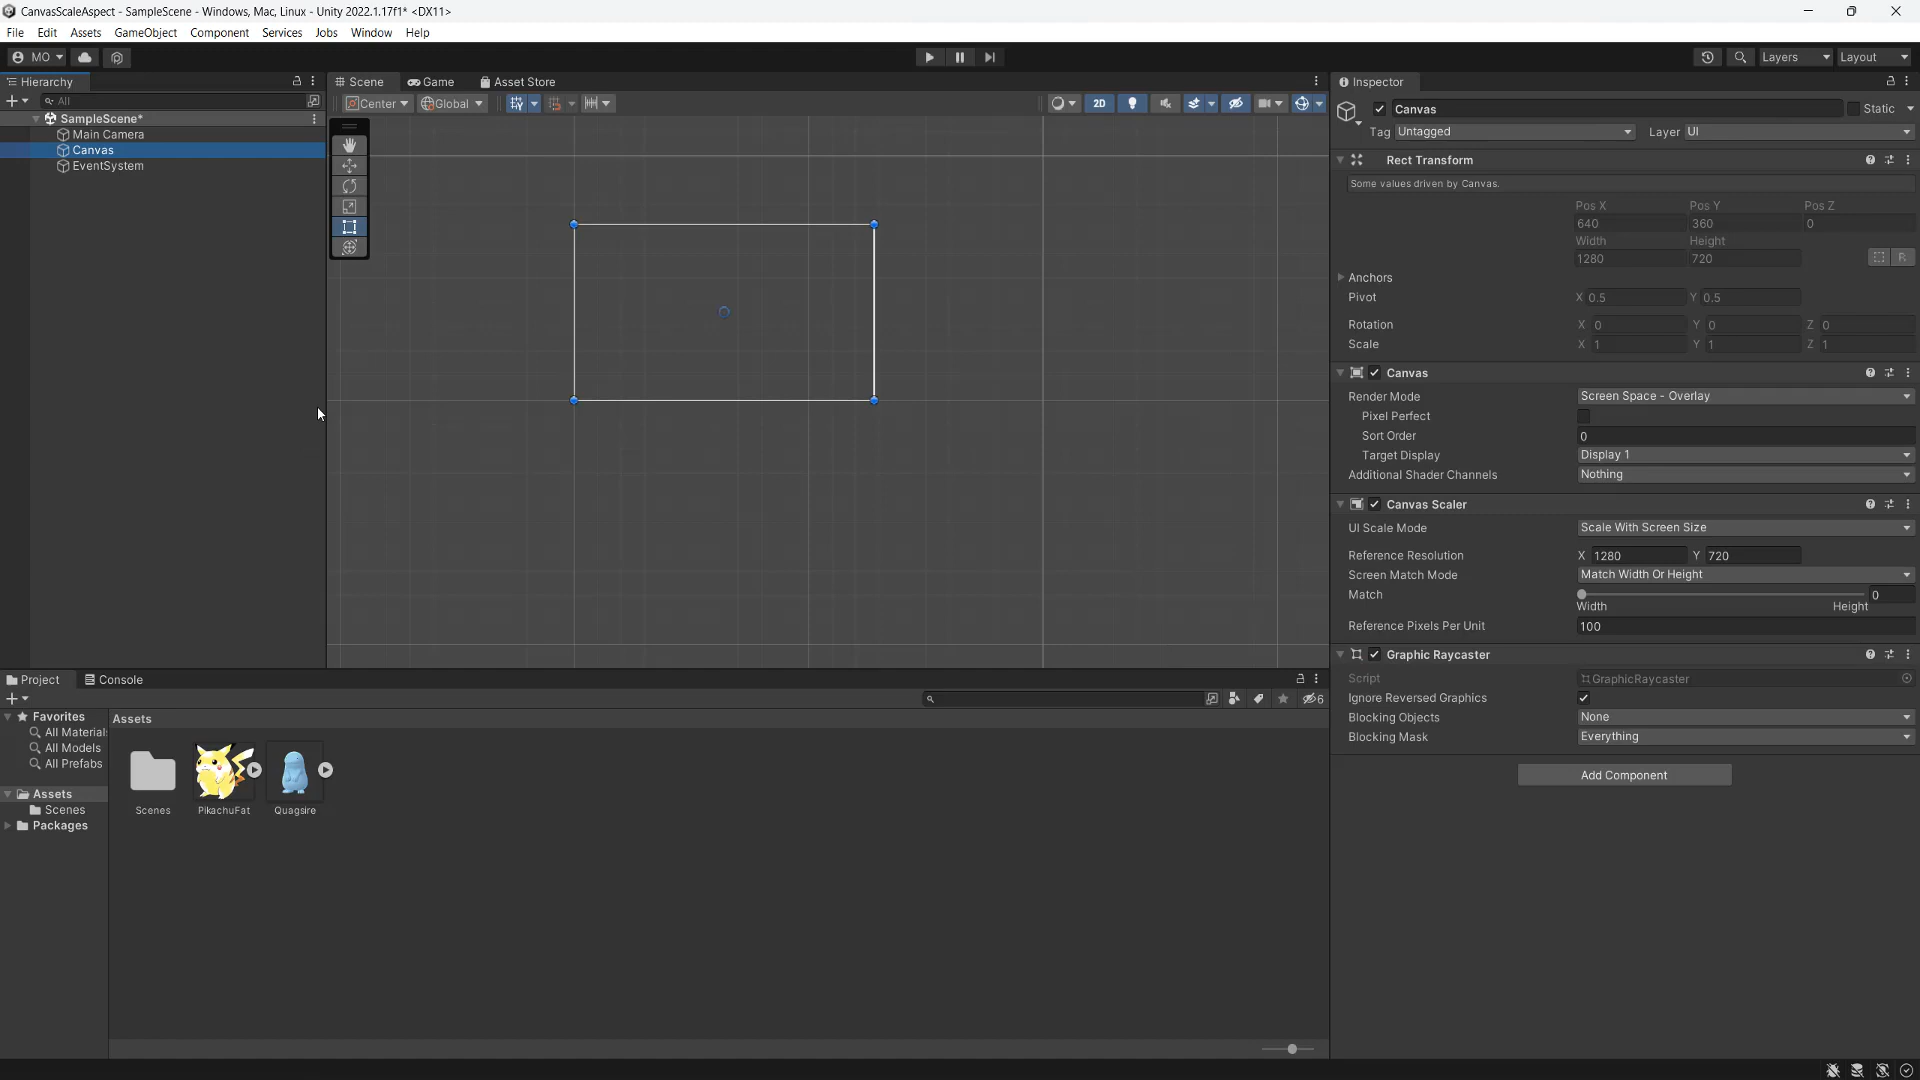 CanvasScaleAspect - SampleScene - Windows, Mac, Linux - Unity 2022.1.17f1* <DX11>
File Edit Assets GameObject Component Services Jobs Window Help
MO Layers Layout
Hierarchy Scene Game Asset Store Inspector
All Center Global 2D
SampleScene*
Main Camera
Canvas
EventSystem
Canvas Static
Tag Untagged Layer UI
Rect Transform
Some values driven by Canvas.
Pos X Pos Y Pos Z
640 360 0
Width Height
1280 720 R
Anchors
Pivot X 0.5 Y 0.5
Rotation X 0 Y 0 Z 0
Scale X 1 Y 1 Z 1
Canvas
Render Mode Screen Space - Overlay
Pixel Perfect
Sort Order 0
Target Display Display 1
Additional Shader Channels Nothing
Canvas Scaler
UI Scale Mode Scale With Screen Size
Reference Resolution X 1280 Y 720
Screen Match Mode Match Width Or Height
Match 0
Width Height
Reference Pixels Per Unit 100
Graphic Raycaster
Script GraphicRaycaster
Ignore Reversed Graphics
Blocking Objects None
Blocking Mask Everything
Add Component
Project Console
6
Favorites
All Material
All Models
All Prefabs
Assets
Scenes
Packages
Assets
Scenes PikachuFat Quagsire